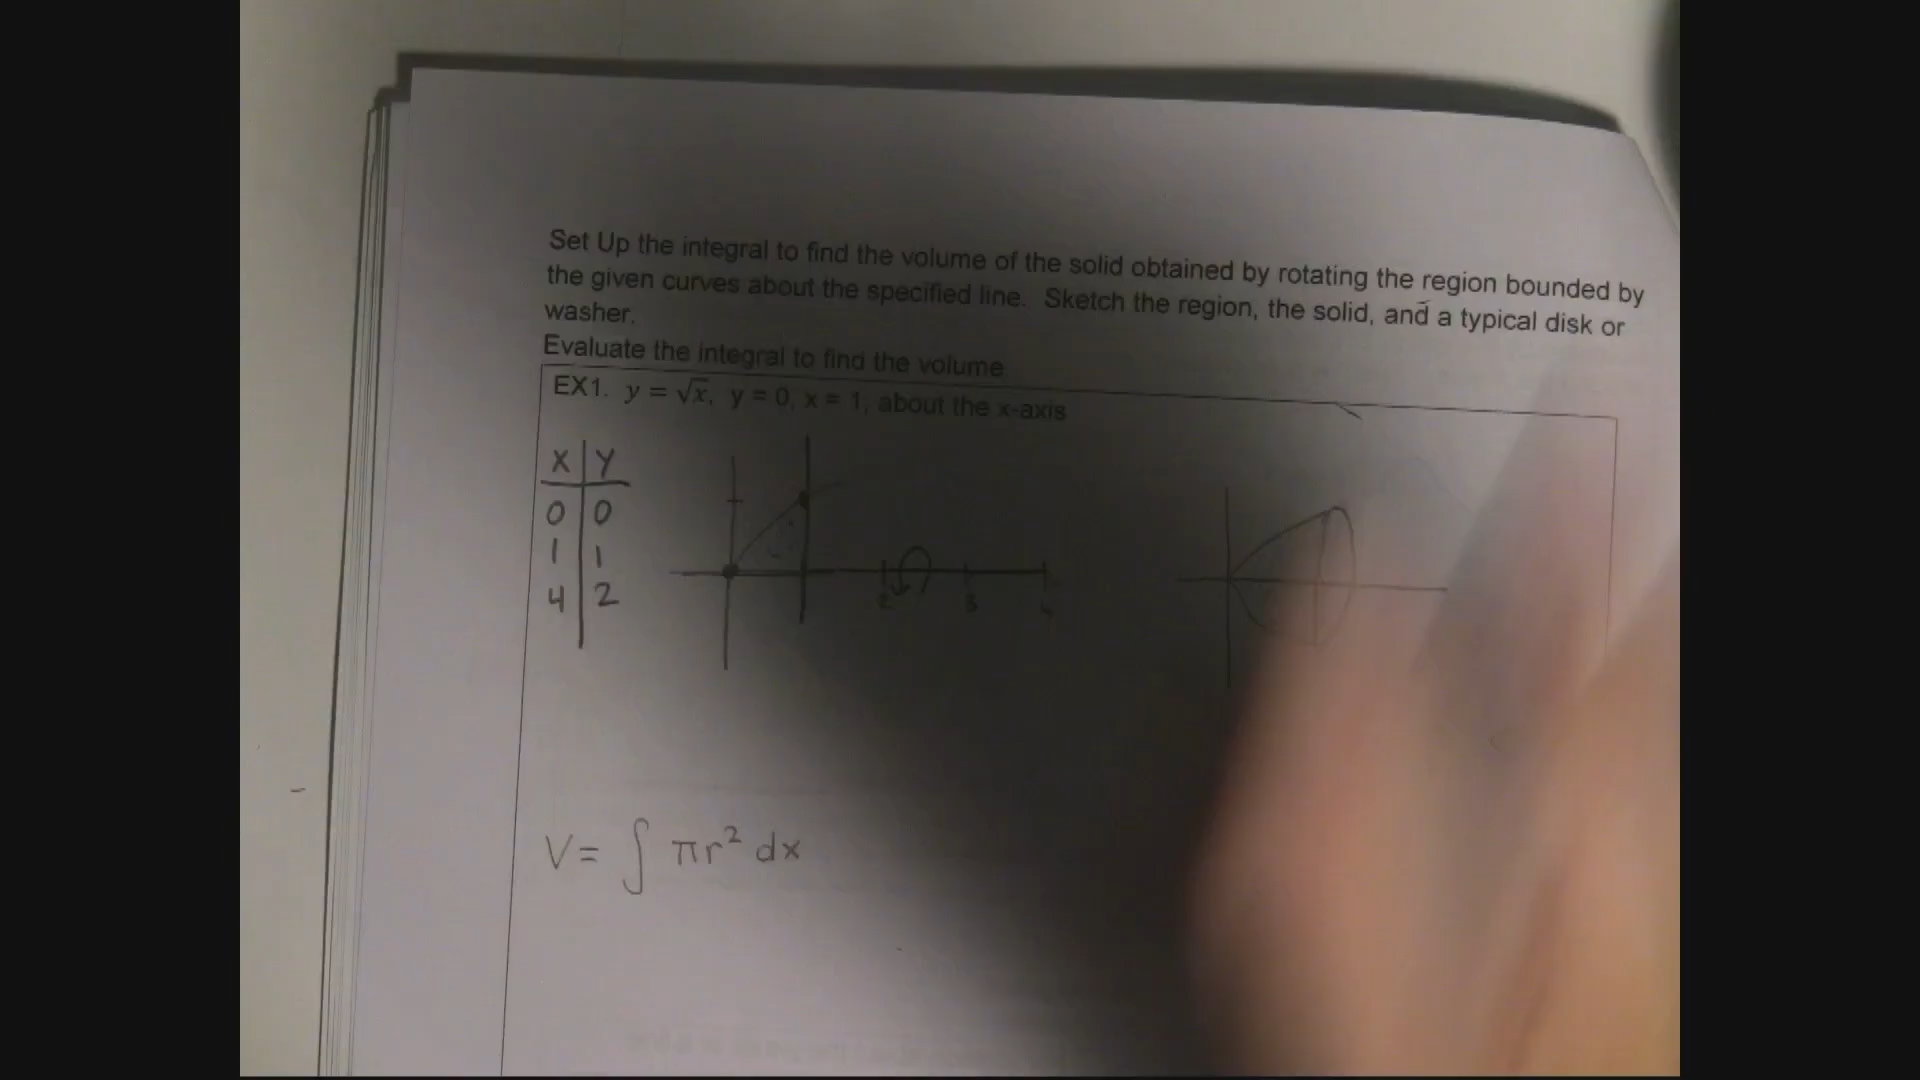 Set Up the integral to find the volume of the solid obtained by rotating the region bounded by
the given curves about the specified line. Sketch the region, the solid, and a typical disk or
washer.
Evaluate the integral to find the volume
EX1. y = √x, y = 0, x = 1, about the x-axis
X Y
0 0
1 1
4 2
2 3
V = ∫ πr² dx